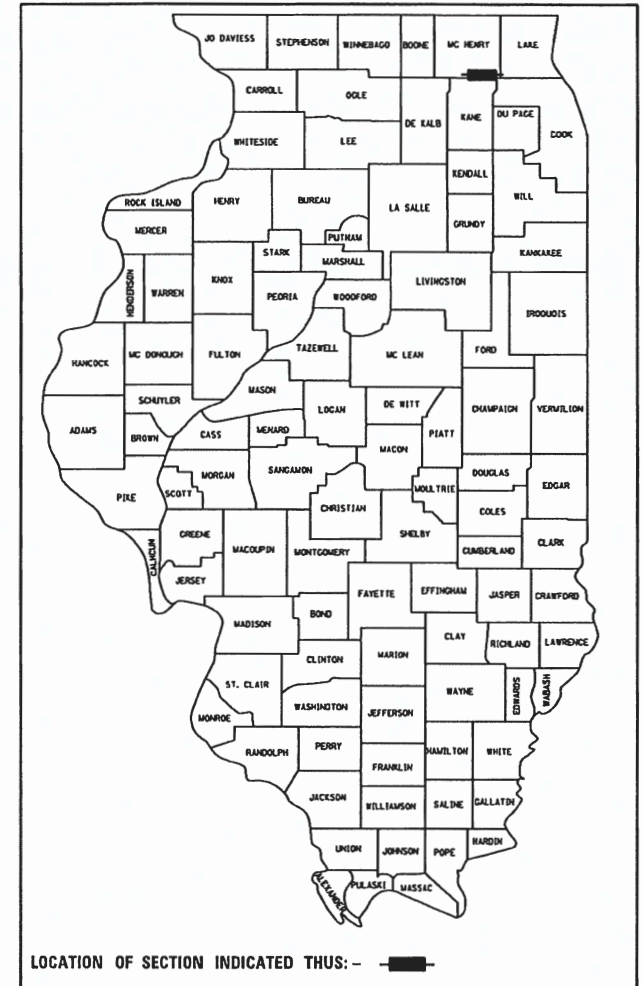 JO DAVIESS STEPHENSON WINNEBAGO BOONE MC HENRY LAKE
CARROLL OGLE
DE KALB KANE DU PAGE COOK
WHITESIDE LEE
KENDALL
ROCK ISLAND HENRY BUREAU LA SALLE WILL
GRUNDY
MERCER PUTNAM
STARK MARSHALL KANKAKEE
HENDERSON WARREN KNOX PEORIA WOODFORD LIVINGSTON
IROQUOIS
HANCOCK MC DONOUGH FULTON TAZEWELL MC LEAN FORD
MASON
SCHUYLER LOGAN DE WITT CHAMPAIGN VERMILION
ADAMS BROWN CASS MENARD PIATT
MACON
SANGAMON DOUGLAS
PIKE SCOTT MORGAN MOULTRIE EDGAR
CHRISTIAN COLES
GREENE SHELBY
CALHOUN MACOUPIN MONTGOMERY CUMBERLAND CLARK
JERSEY FAYETTE EFFINGHAM JASPER CRAWFORD
MADISON BOND
CLAY RICHLAND LAWRENCE
CLINTON MARION
ST. CLAIR WAYNE EDWARDS WABASH
WASHINGTON JEFFERSON
MONROE
RANDOLPH PERRY HAMILTON WHITE
FRANKLIN
JACKSON WILLIAMSON SALINE GALLATIN
UNION JOHNSON POPE HARDIN
ALEXANDER PULASKI MASSAC
LOCATION OF SECTION INDICATED THUS: -